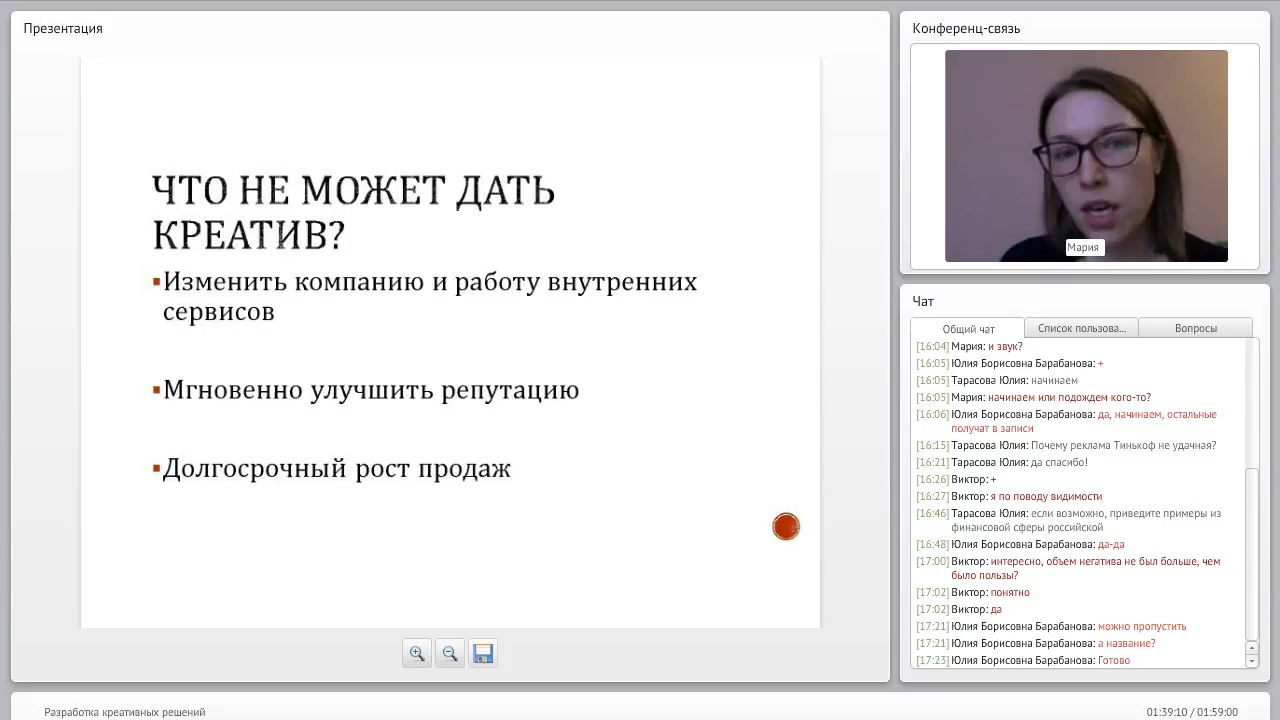 Презентация
ЧТО НЕ МОЖЕТ ДАТЬ
КРЕАТИВ?
Изменить компанию и работу внутренних
сервисов
Мгновенно улучшить репутацию
Долгосрочный рост продаж
Конференц-связь
Мария
Чат
Общий чат
Список пользова...
Вопросы
[16:04] Мария: и звук?
[16:05] Юлия Борисовна Барабанова: +
[16:05] Тарасова Юлия: начинаем
[16:05] Мария: начинаем или подождем кого-то?
[16:06] Юлия Борисовна Барабанова: да, начинаем, остальные
получат в записи
[16:15] Тарасова Юлия: Почему реклама Тинькоф не удачная?
[16:21] Тарасова Юлия: да спасибо!
[16:26] Виктор: +
[16:27] Виктор: я по поводу видимости
[16:46] Тарасова Юлия: если возможно, приведите примеры из
финансовой сферы российской
[16:48] Юлия Борисовна Барабанова: да-да
[17:00] Виктор: интересно, объем негатива не был больше, чем
было пользы?
[17:02] Виктор: понятно
[17:02] Виктор: да
[17:21] Юлия Борисовна Барабанова: можно пропустить
[17:21] Юлия Борисовна Барабанова: а название?
[17:23] Юлия Борисовна Барабанова: Готово
Разработка креативных решений
01:39:10 / 01:59:00